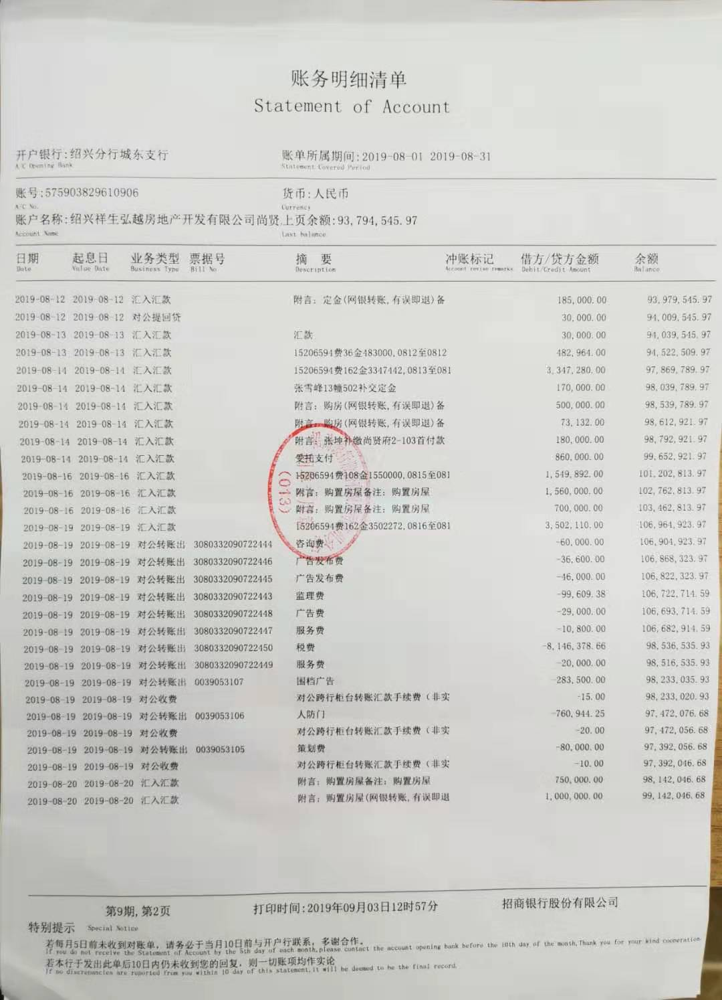 账务明细清单
Statement of Account
开户银行:绍兴分行城东支行 账单所属期间:2019-08-01 2019-08-31
A/C Opening Bank Statement Covered Period
账号:575903829610906 货币:人民币
A/C No. Currency
账户名称:绍兴祥生弘越房地产开发有限公司尚贤 上页余额:93,794,545.97
Account Name Last balance
日期 起息日 业务类型 票据号 摘 要 冲账标记 借方/贷方金额 余额
Date Value Date Business Type Bill No Description Account revise remarks Debit/Credit Amount Balance
2019-08-12 2019-08-12 汇入汇款 附言: 定金(网银转账,有误即退)备 185,000.00 93,979,545.97
2019-08-12 2019-08-12 对公提回贷 30,000.00 94,009,545.97
2019-08-13 2019-08-13 汇入汇款 汇款 30,000.00 94,039,545.97
2019-08-13 2019-08-13 汇入汇款 15206594费36金483000,0812至0812 482,964.00 94,522,509.97
2019-08-14 2019-08-14 汇入汇款 15206594费162金3347442,0813至081 3,347,280.00 97,869,789.97
2019-08-14 2019-08-14 汇入汇款 张雪峰13幢502补交定金 170,000.00 98,039,789.97
2019-08-14 2019-08-14 汇入汇款 附言: 购房(网银转账,有误即退)备 500,000.00 98,539,789.97
2019-08-14 2019-08-14 汇入汇款 附言: 购房(网银转账,有误即退)备 73,132.00 98,612,921.97
2019-08-14 2019-08-14 汇入汇款 附言: 张坤补缴尚贤府2-103首付款 180,000.00 98,792,921.97
2019-08-14 2019-08-14 汇入汇款 受托支付 860,000.00 99,652,921.97
2019-08-16 2019-08-16 汇入汇款 15206594费108金1550000,0815至081 1,549,892.00 101,202,813.97
2019-08-16 2019-08-16 汇入汇款 附言: 购置房屋备注: 购置房屋 1,560,000.00 102,762,813.97
2019-08-16 2019-08-16 汇入汇款 附言: 购置房屋备注: 购置房屋 700,000.00 103,462,813.97
2019-08-19 2019-08-19 汇入汇款 15206594费162金3502272,0816至081 3,502,110.00 106,964,923.97
2019-08-19 2019-08-19 对公转账出 3080332090722444 咨询费 -60,000.00 106,904,923.97
2019-08-19 2019-08-19 对公转账出 3080332090722446 广告发布费 -36,600.00 106,868,323.97
2019-08-19 2019-08-19 对公转账出 3080332090722445 广告发布费 -46,000.00 106,822,323.97
2019-08-19 2019-08-19 对公转账出 3080332090722443 监理费 -99,609.38 106,722,714.59
2019-08-19 2019-08-19 对公转账出 3080332090722448 广告费 -29,000.00 106,693,714.59
2019-08-19 2019-08-19 对公转账出 3080332090722447 服务费 -10,800.00 106,682,914.59
2019-08-19 2019-08-19 对公转账出 3080332090722450 税费 -8,146,378.66 98,536,535.93
2019-08-19 2019-08-19 对公转账出 3080332090722449 服务费 -20,000.00 98,516,535.93
2019-08-19 2019-08-19 对公转账出 0039053107 围档广告 -283,500.00 98,233,035.93
2019-08-19 2019-08-19 对公收费 对公跨行柜台转账汇款手续费(非实 -15.00 98,233,020.93
2019-08-19 2019-08-19 对公转账出 0039053106 人防门 -760,944.25 97,472,076.68
2019-08-19 2019-08-19 对公收费 对公跨行柜台转账汇款手续费(非实 -20.00 97,472,056.68
2019-08-19 2019-08-19 对公转账出 0039053105 策划费 -80,000.00 97,392,056.68
2019-08-19 2019-08-19 对公收费 对公跨行柜台转账汇款手续费(非实 -10.00 97,392,046.68
2019-08-20 2019-08-20 汇入汇款 附言: 购置房屋备注: 购置房屋 750,000.00 98,142,046.68
2019-08-20 2019-08-20 汇入汇款 附言: 购置房屋(网银转账,有误即退 1,000,000.00 99,142,046.68
(013)
第9期,第2页 打印时间:2019年09月03日12时57分 招商银行股份有限公司
特别提示 Special Notice
若每月5日前未收到对账单, 请务必于当月10日前与开户行联系, 多谢合作。
If you do not receive the Statement of Account by the 5th day of each month,please contact the account opening bank before the 10th day of the month,Thank you for your kind cooperation
若本行于发出此单后10日内仍未收到您的回复, 则一切账项均作实论
If no discrepancies are reported from you within 10 day of this statement,it will be deemed to be the final record.